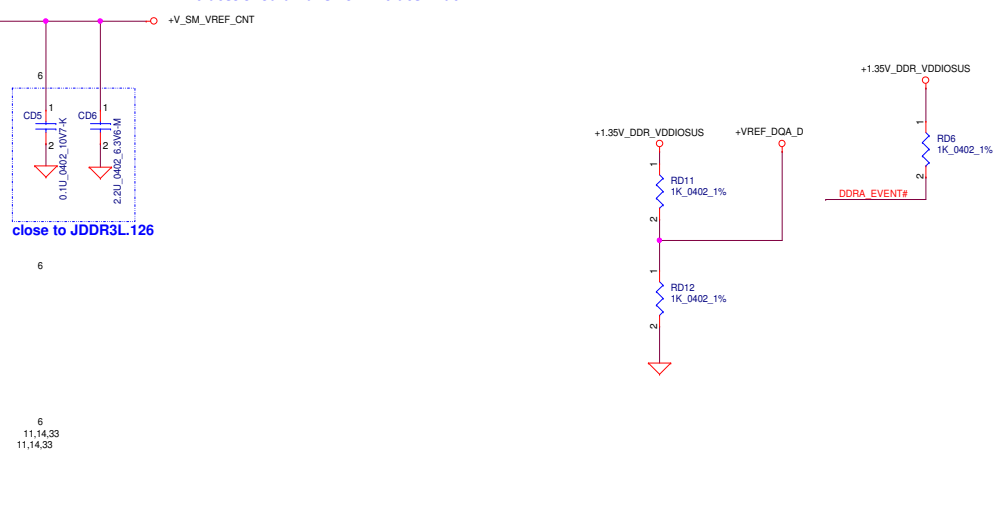 +V_SM_VREF_CNT
6
1
CD5
2
0.1U_0402_10V7-K
1
CD6
2
2.2U_0402_6.3V6-M
close to JDDR3L.126
6
6
11,14,33
11,14,33
+1.35V_DDR_VDDIOSUS
+VREF_DQA_D
1
RD11
1K_0402_1%
2
1
RD12
1K_0402_1%
2
+1.35V_DDR_VDDIOSUS
1
RD6
1K_0402_1%
2
DDRA_EVENT#